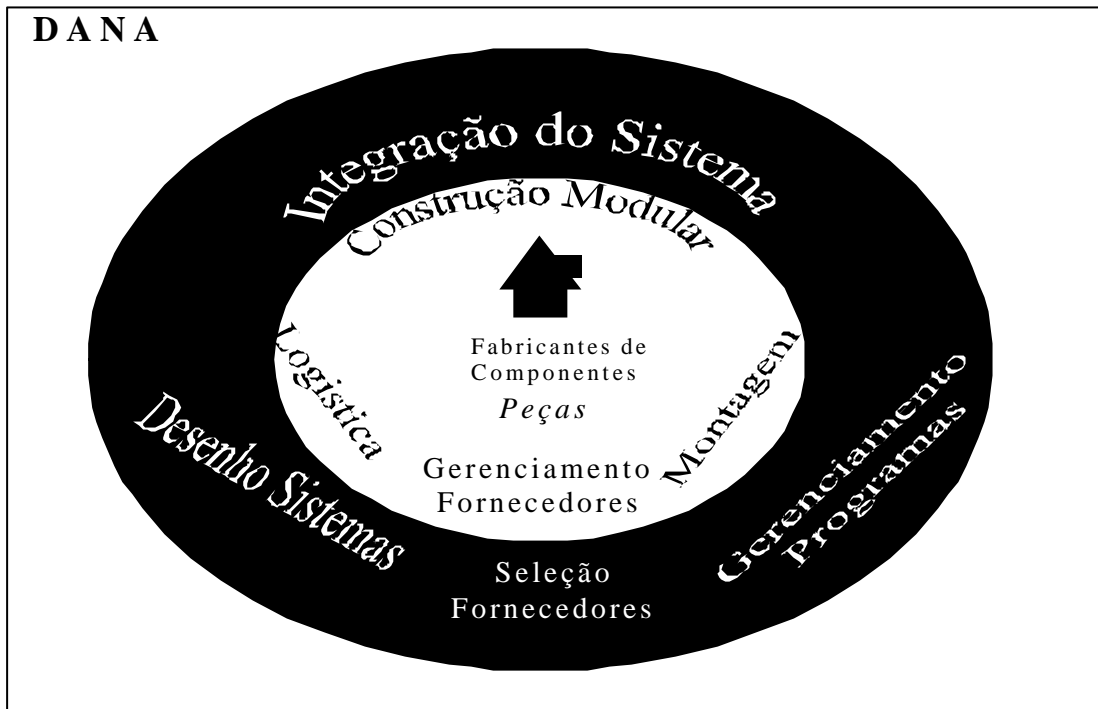 DANA
Integração do Sistema
Construção Modular
Logistica
Fabricantes de
Componentes
Peças
Montagem
Gerenciamento
Fornecedores
Desenho Sistemas
Gerenciamento
Programas
Seleção
Fornecedores